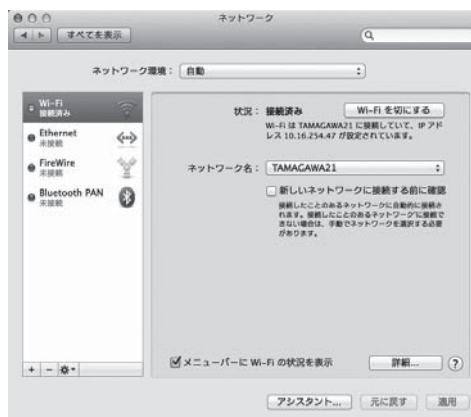 ネットワーク
すべてを表示
ネットワーク環境： 自動
Wi-Fi
接続済み
Ethernet
未接続
FireWire
未接続
Bluetooth PAN
未接続
状況： 接続済み Wi-Fi を切にする
Wi-Fi は TAMAGAWA21 に接続していて、IP アド
レス 10.16.254.47 が設定されています。
ネットワーク名： TAMAGAWA21
新しいネットワークに接続する前に確認
接続したことのあるネットワークに自動的に接続さ
れます。接続したことのあるネットワークに接続で
きない場合は、手動でネットワークを選択する必要
があります。
メニューバーに Wi-Fi の状況を表示 詳細... ?
+ −
アシスタント... 元に戻す 適用